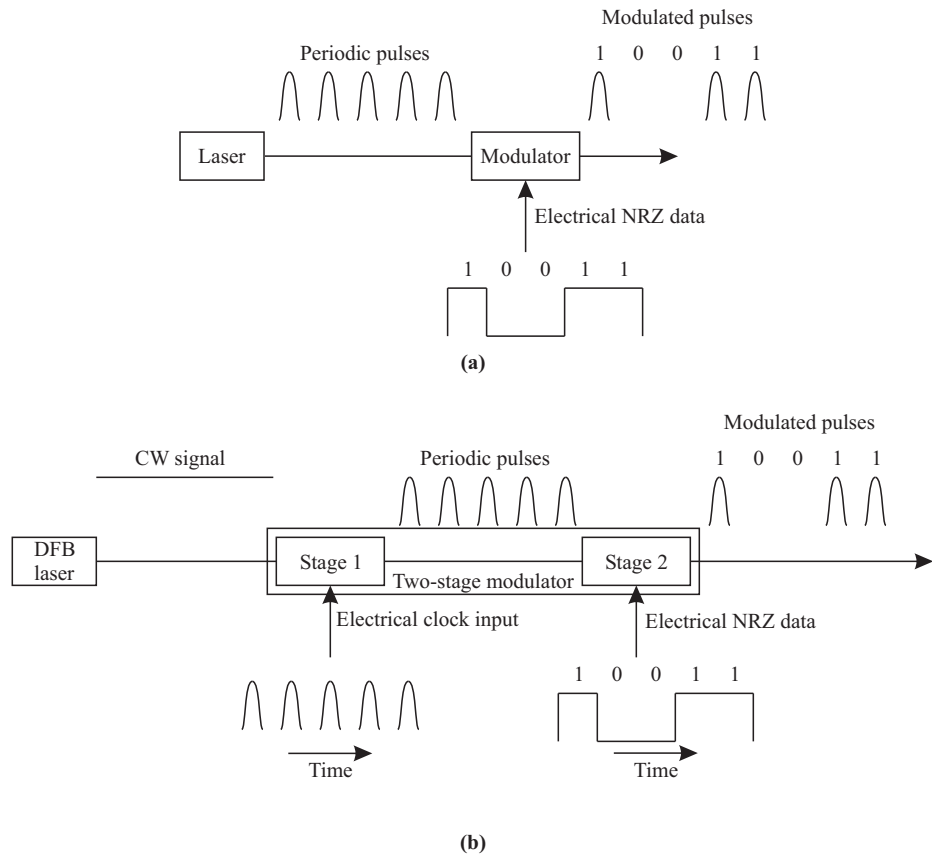 Modulated pulses
Periodic pulses
1 0 0 1 1
Laser
Modulator
Electrical NRZ data
1 0 0 1 1
(a)
Modulated pulses
CW signal
Periodic pulses
1 0 0 1 1
DFB
laser
Stage 1
Stage 2
Two-stage modulator
Electrical clock input
Electrical NRZ data
1 0 0 1 1
Time
Time
(b)